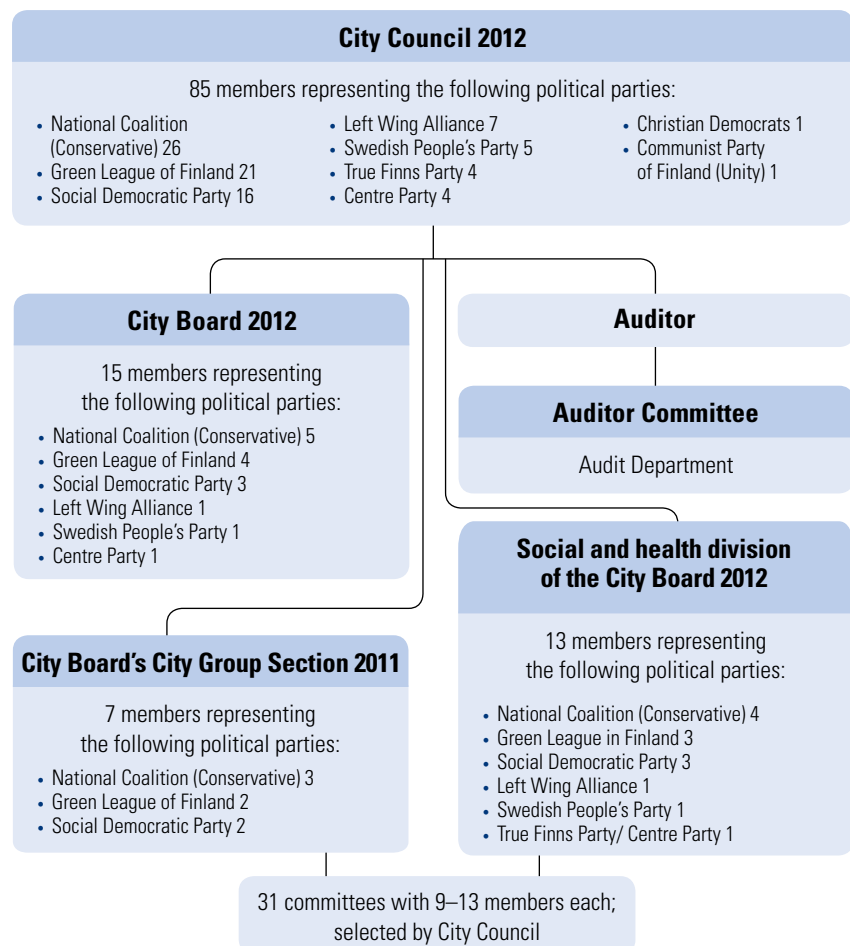 City Council 2012
85 members representing the following political parties:
• National Coalition
(Conservative) 26
• Green League of Finland 21
• Social Democratic Party 16
• Left Wing Alliance 7
• Swedish People's Party 5
• True Finns Party 4
• Centre Party 4
• Christian Democrats 1
• Communist Party
of Finland (Unity) 1
City Board 2012
15 members representing
the following political parties:
• National Coalition (Conservative) 5
• Green League of Finland 4
• Social Democratic Party 3
• Left Wing Alliance 1
• Swedish People's Party 1
• Centre Party 1
Auditor
Auditor Committee
Audit Department
City Board's City Group Section 2011
7 members representing
the following political parties:
• National Coalition (Conservative) 3
• Green League of Finland 2
• Social Democratic Party 2
Social and health division
of the City Board 2012
13 members representing
the following political parties:
• National Coalition (Conservative) 4
• Green League in Finland 3
• Social Democratic Party 3
• Left Wing Alliance 1
• Swedish People's Party 1
• True Finns Party/ Centre Party 1
31 committees with 9–13 members each;
selected by City Council